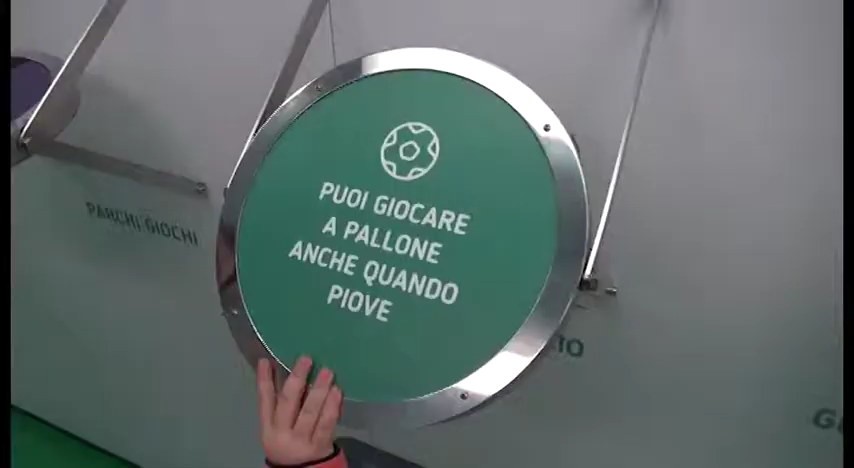 PUOI GIOCARE
A PALLONE
ANCHE QUANDO
PIOVE
PARCHI GIOCHI